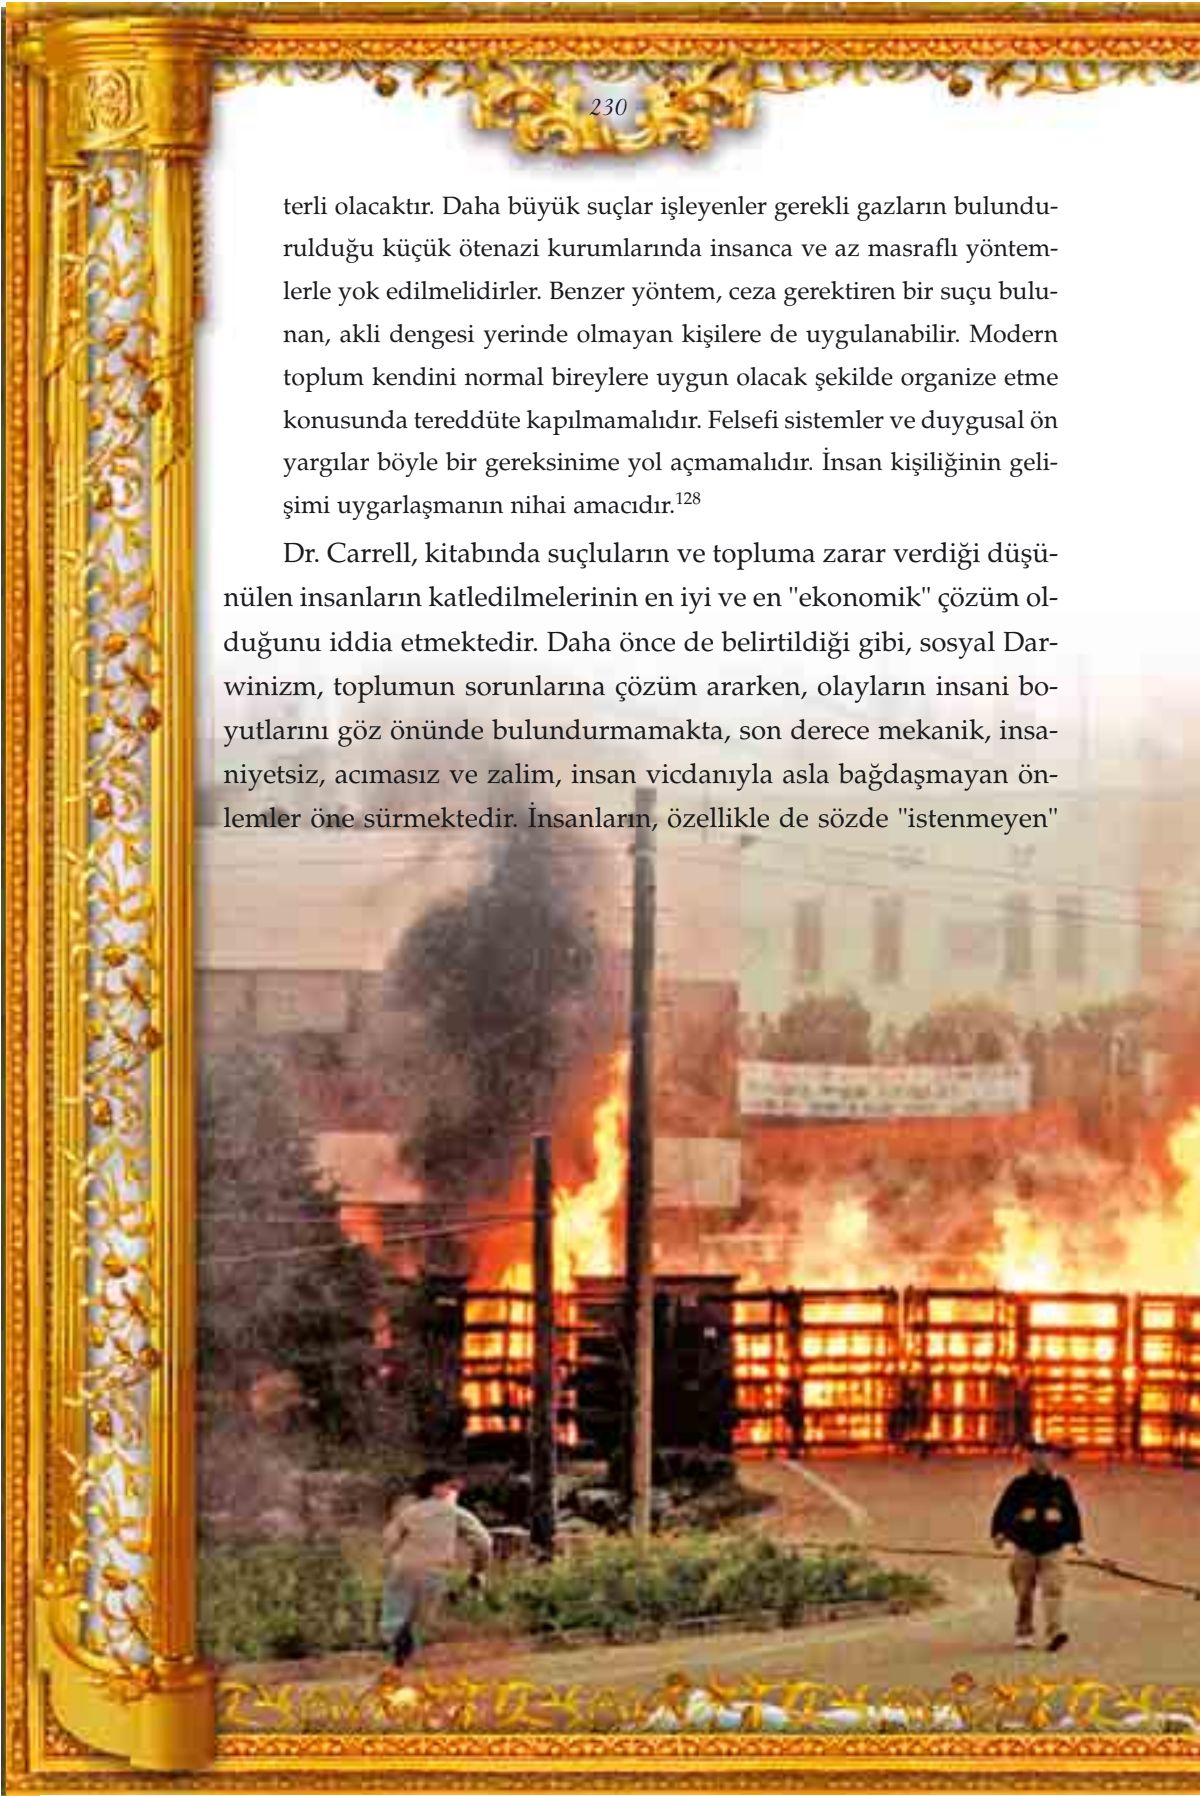 230
terli olacaktır. Daha büyük suçlar işleyenler gerekli gazların bulundu-
rulduğu küçük ötenazi kurumlarında insanca ve az masraflı yöntem-
lerle yok edilmelidirler. Benzer yöntem, ceza gerektiren bir suçu bulu-
nan, akli dengesi yerinde olmayan kişilere de uygulanabilir. Modern
toplum kendini normal bireylere uygun olacak şekilde organize etme
konusunda tereddüte kapılmamalıdır. Felsefi sistemler ve duygusal ön
yargılar böyle bir gereksinime yol açmamalıdır. İnsan kişiliğinin geli-
şimi uygarlaşmanın nihai amacıdır.128
Dr. Carrell, kitabında suçluların ve topluma zarar verdiği düşü-
nülen insanların katledilmelerinin en iyi ve en "ekonomik" çözüm ol-
duğunu iddia etmektedir. Daha önce de belirtildiği gibi, sosyal Dar-
winizm, toplumun sorunlarına çözüm ararken, olayların insani bo-
yutlarını göz önünde bulundurmamakta, son derece mekanik, insa-
niyetsiz, acımasız ve zalim, insan vicdanıyla asla bağdaşmayan ön-
lemler öne sürmektedir. İnsanların, özellikle de sözde "istenmeyen"